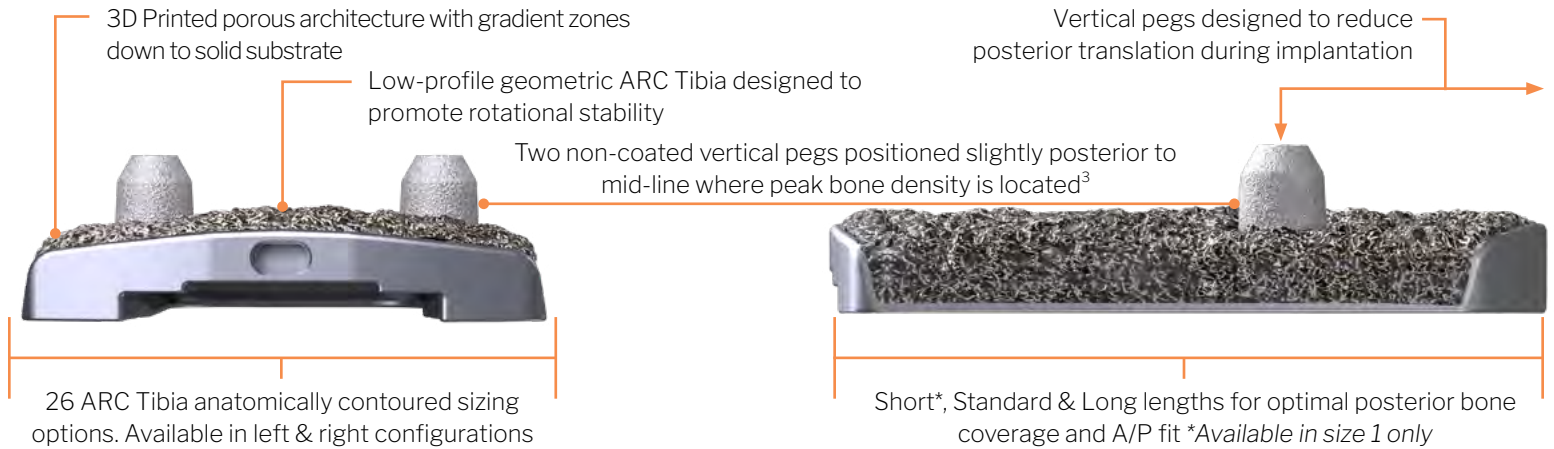 3D Printed porous architecture with gradient zones
down to solid substrate
Low-profile geometric ARC Tibia designed to
promote rotational stability
Vertical pegs designed to reduce
posterior translation during implantation
Two non-coated vertical pegs positioned slightly posterior to
mid-line where peak bone density is located³
26 ARC Tibia anatomically contoured sizing
options. Available in left & right configurations
Short*, Standard & Long lengths for optimal posterior bone
coverage and A/P fit *Available in size 1 only